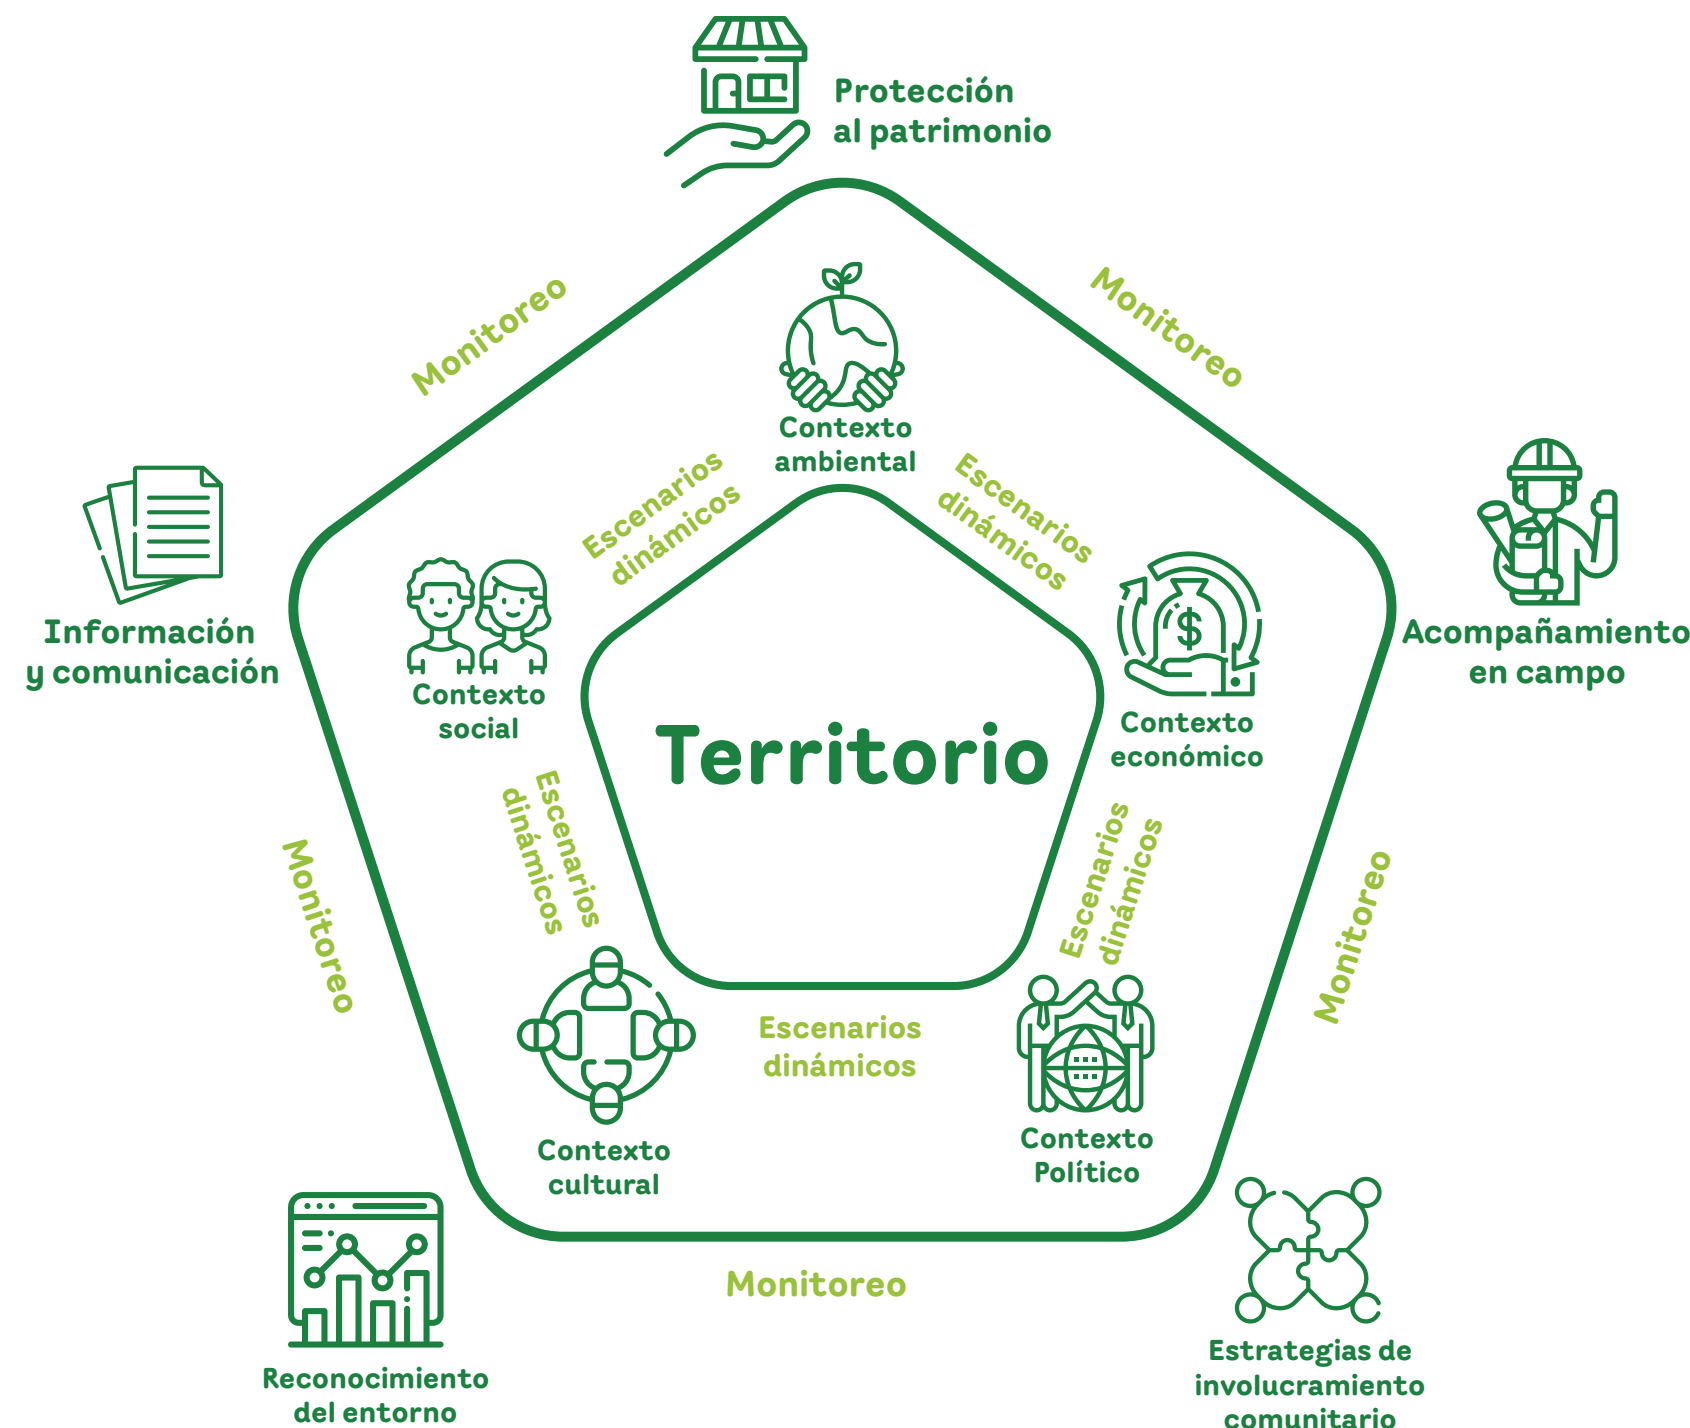 Protección
al patrimonio
Monitoreo
Monitoreo
Contexto
ambiental
Escenarios
dinámicos
Escenarios
dinámicos
Información
y comunicación
Acompañamiento
en campo
Contexto
social
$
Contexto
económico
Territorio
Escenarios
dinámicos
Escenarios
dinámicos
Monitoreo
Monitoreo
Escenarios
dinámicos
Contexto
cultural
Contexto
Político
Monitoreo
Reconocimiento
del entorno
Estrategias de
involucramiento
comunitario